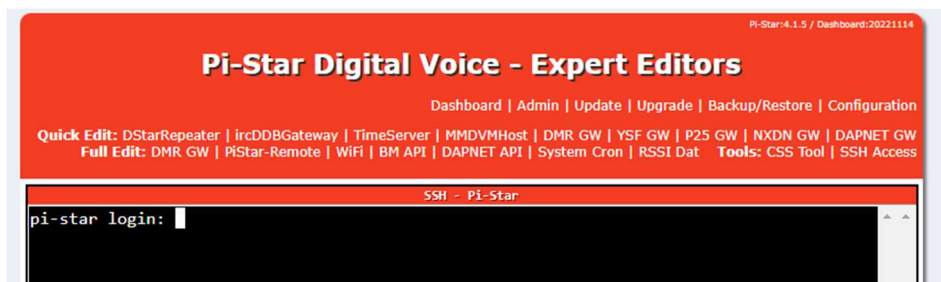 Pi-Star:4.1.5 / Dashboard:20221114
Pi-Star Digital Voice - Expert Editors
Dashboard | Admin | Update | Upgrade | Backup/Restore | Configuration
Quick Edit: DStarRepeater | ircDDBGateway | TimeServer | MMDVMHost | DMR GW | YSF GW | P25 GW | NXDN GW | DAPNET GW
Full Edit: DMR GW | PiStar-Remote | WiFi | BM API | DAPNET API | System Cron | RSSI Dat Tools: CSS Tool | SSH Access
SSH - Pi-Star
pi-star login: